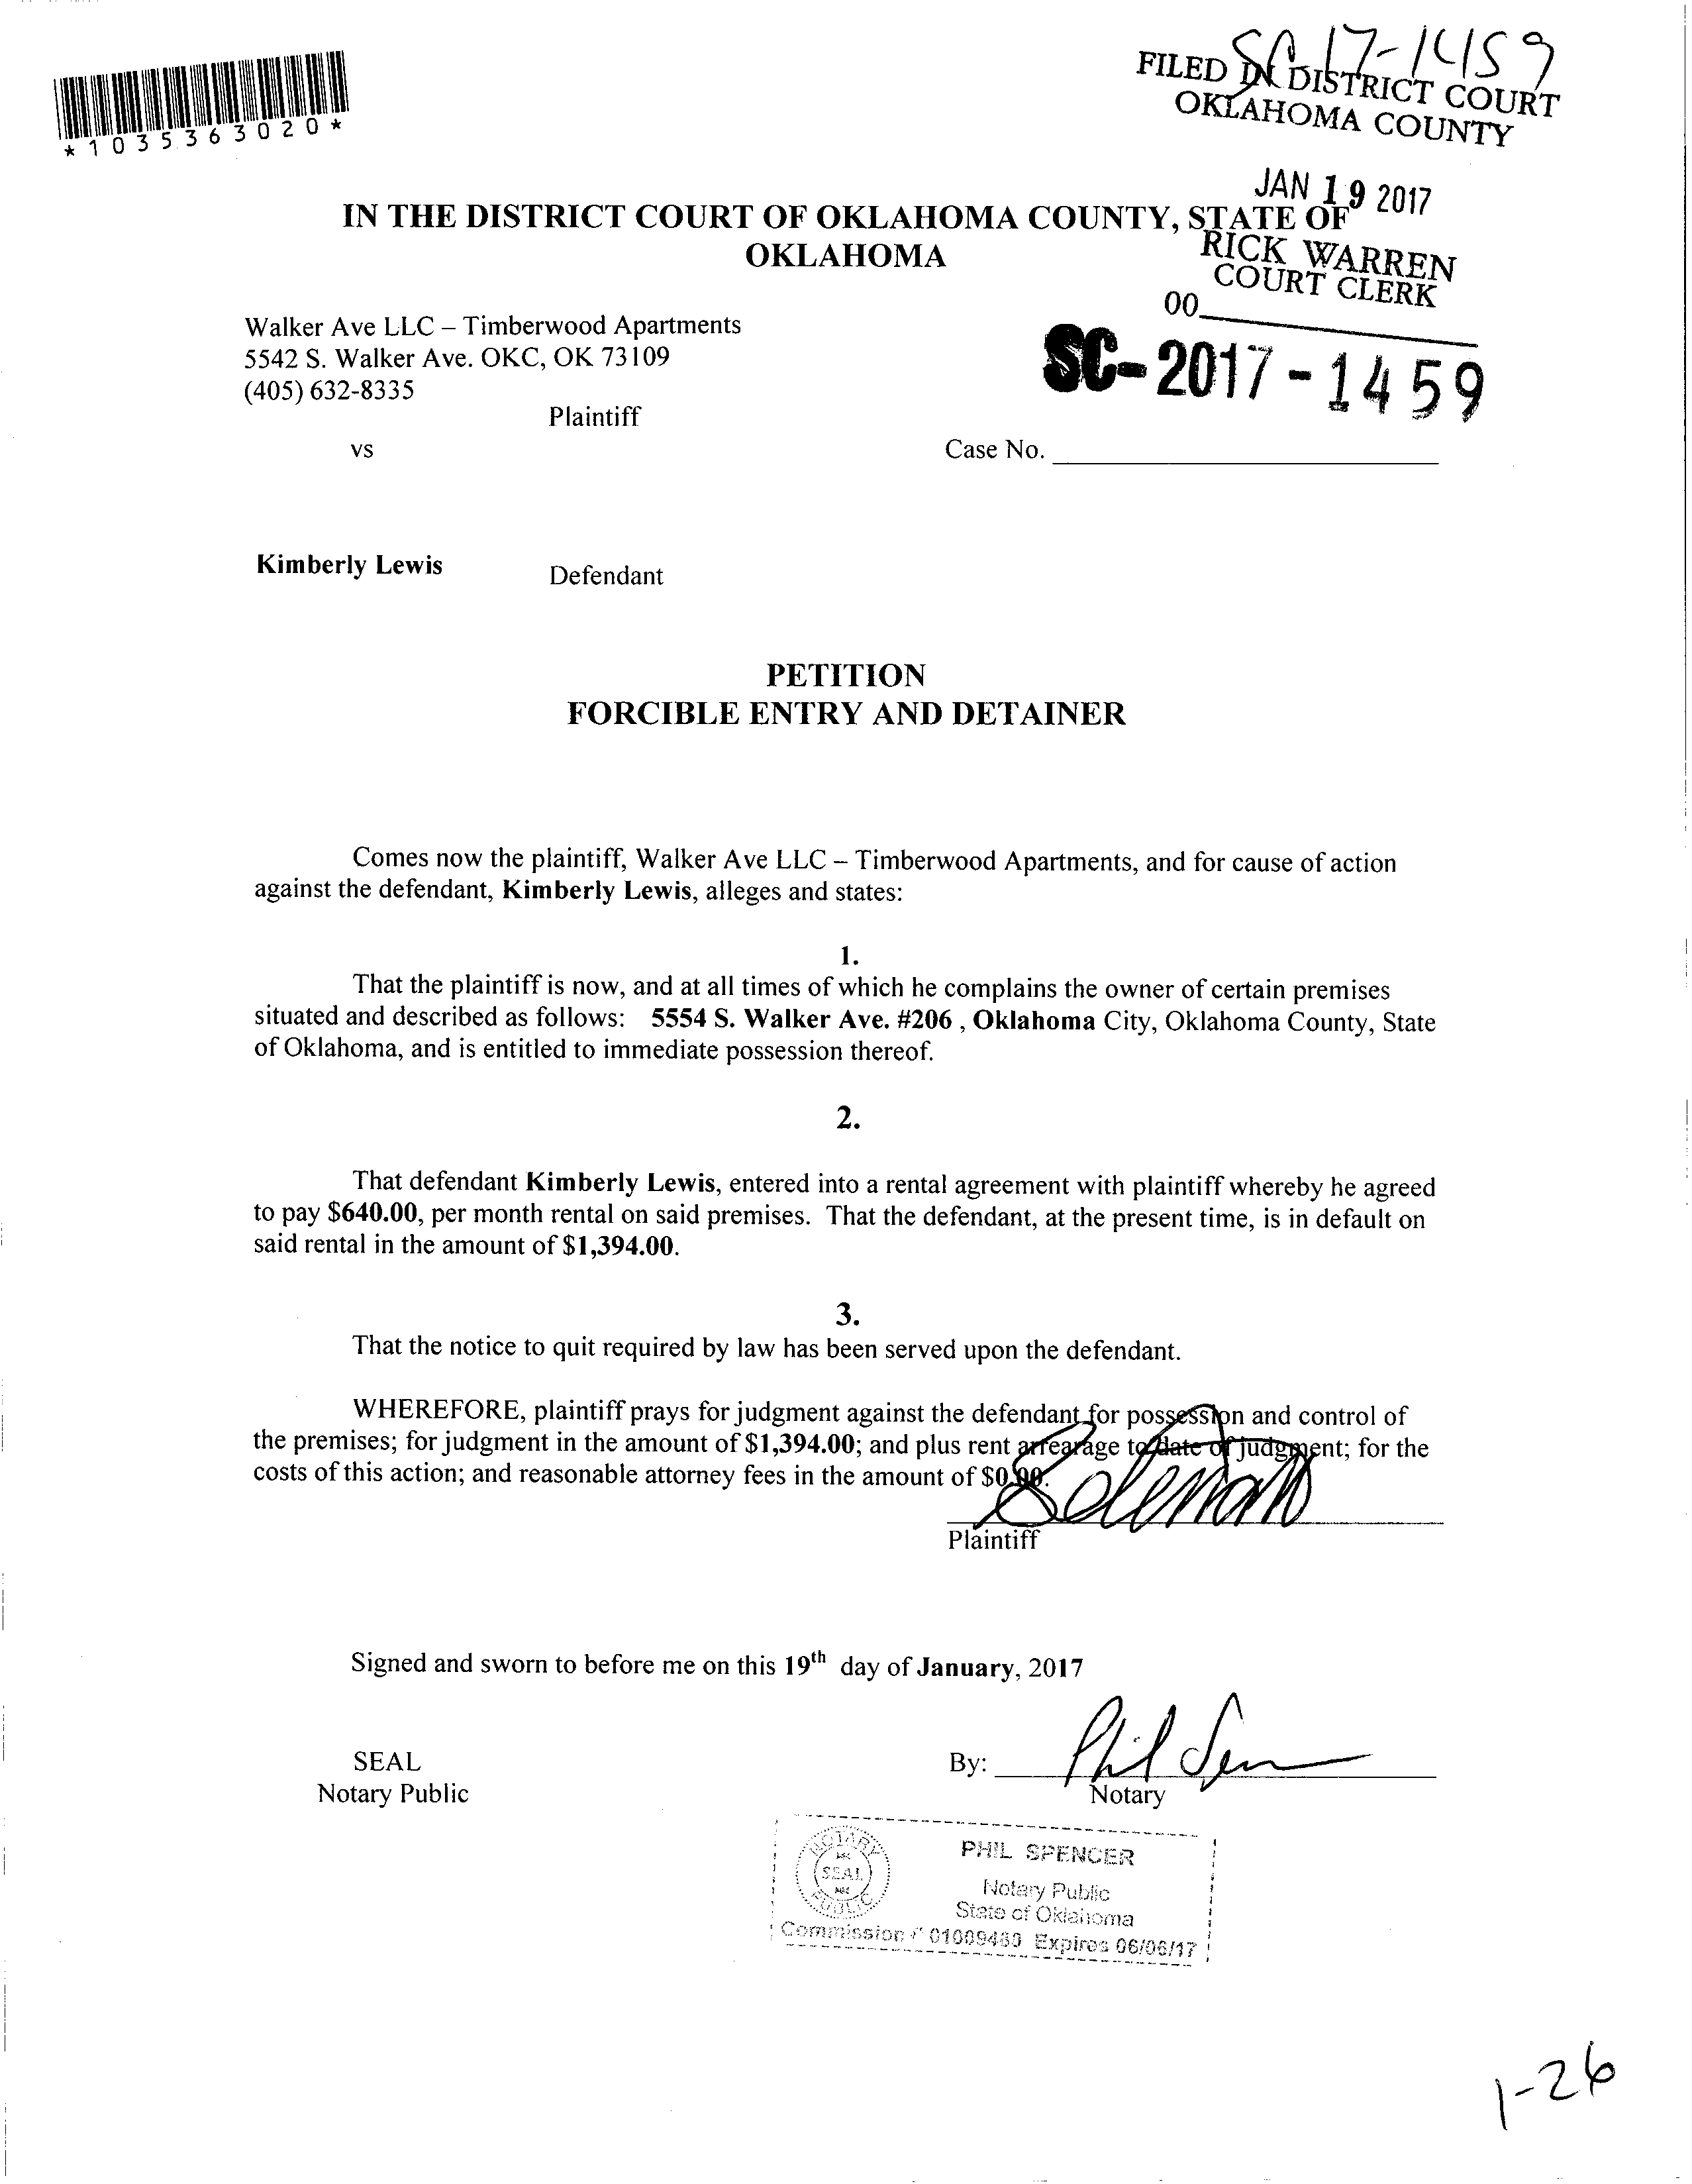 SC-17-1459
FILED IN DISTRICT COURT
OKLAHOMA COUNTY
*1035363020*
JAN 19 2017
IN THE DISTRICT COURT OF OKLAHOMA COUNTY, STATE OF
OKLAHOMA
RICK WARREN
COURT CLERK
00
Walker Ave LLC – Timberwood Apartments
5542 S. Walker Ave. OKC, OK 73109
(405) 632-8335
SC-2017-1459
Plaintiff
vs
Case No.
Kimberly Lewis
Defendant
PETITION
FORCIBLE ENTRY AND DETAINER
Comes now the plaintiff, Walker Ave LLC – Timberwood Apartments, and for cause of action
against the defendant, Kimberly Lewis, alleges and states:
1.
That the plaintiff is now, and at all times of which he complains the owner of certain premises
situated and described as follows: 5554 S. Walker Ave. #206 , Oklahoma City, Oklahoma County, State
of Oklahoma, and is entitled to immediate possession thereof.
2.
That defendant Kimberly Lewis, entered into a rental agreement with plaintiff whereby he agreed
to pay $640.00, per month rental on said premises. That the defendant, at the present time, is in default on
said rental in the amount of $1,394.00.
3.
That the notice to quit required by law has been served upon the defendant.
WHEREFORE, plaintiff prays for judgment against the defendant for possession and control of
the premises; for judgment in the amount of $1,394.00; and plus rent arrearage to date of judgment; for the
costs of this action; and reasonable attorney fees in the amount of $0.00.
Plaintiff
Signed and sworn to before me on this 19th day of January, 2017
SEAL
By:
Notary Public
Notary
NOTARY
SEAL
PUBLIC
PHIL SPENCER
Notary Public
State of Oklahoma
Commission # 01009460 Expires 06/06/17
1-26